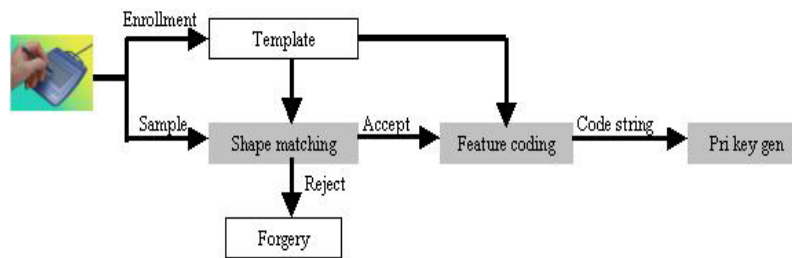 Enrollment
Template
Sample
Shape matching
Accept
Feature coding
Code string
Pri key gen
Reject
Forgery